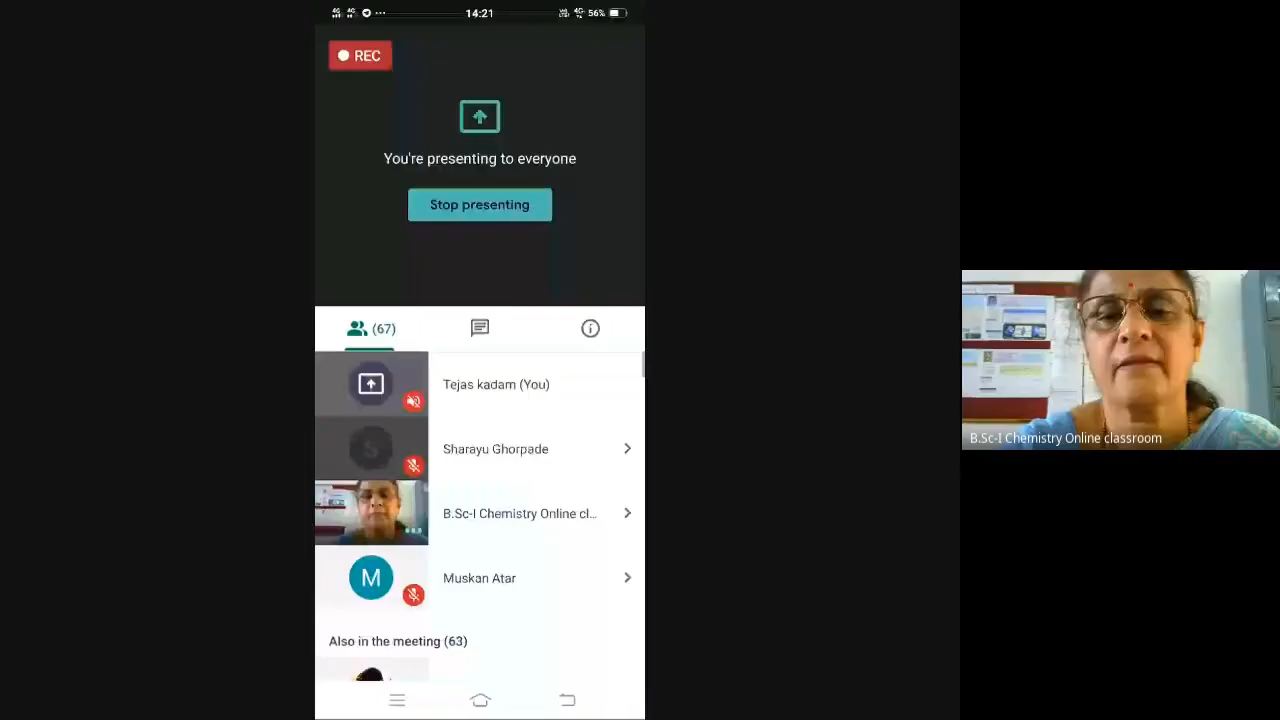 14:21
56%
REC
You're presenting to everyone
Stop presenting
(67)
Tejas kadam (You)
S
Sharayu Ghorpade
B.Sc-I Chemistry Online cl...
M
Muskan Atar
Also in the meeting (63)
B.Sc-I Chemistry Online classroom